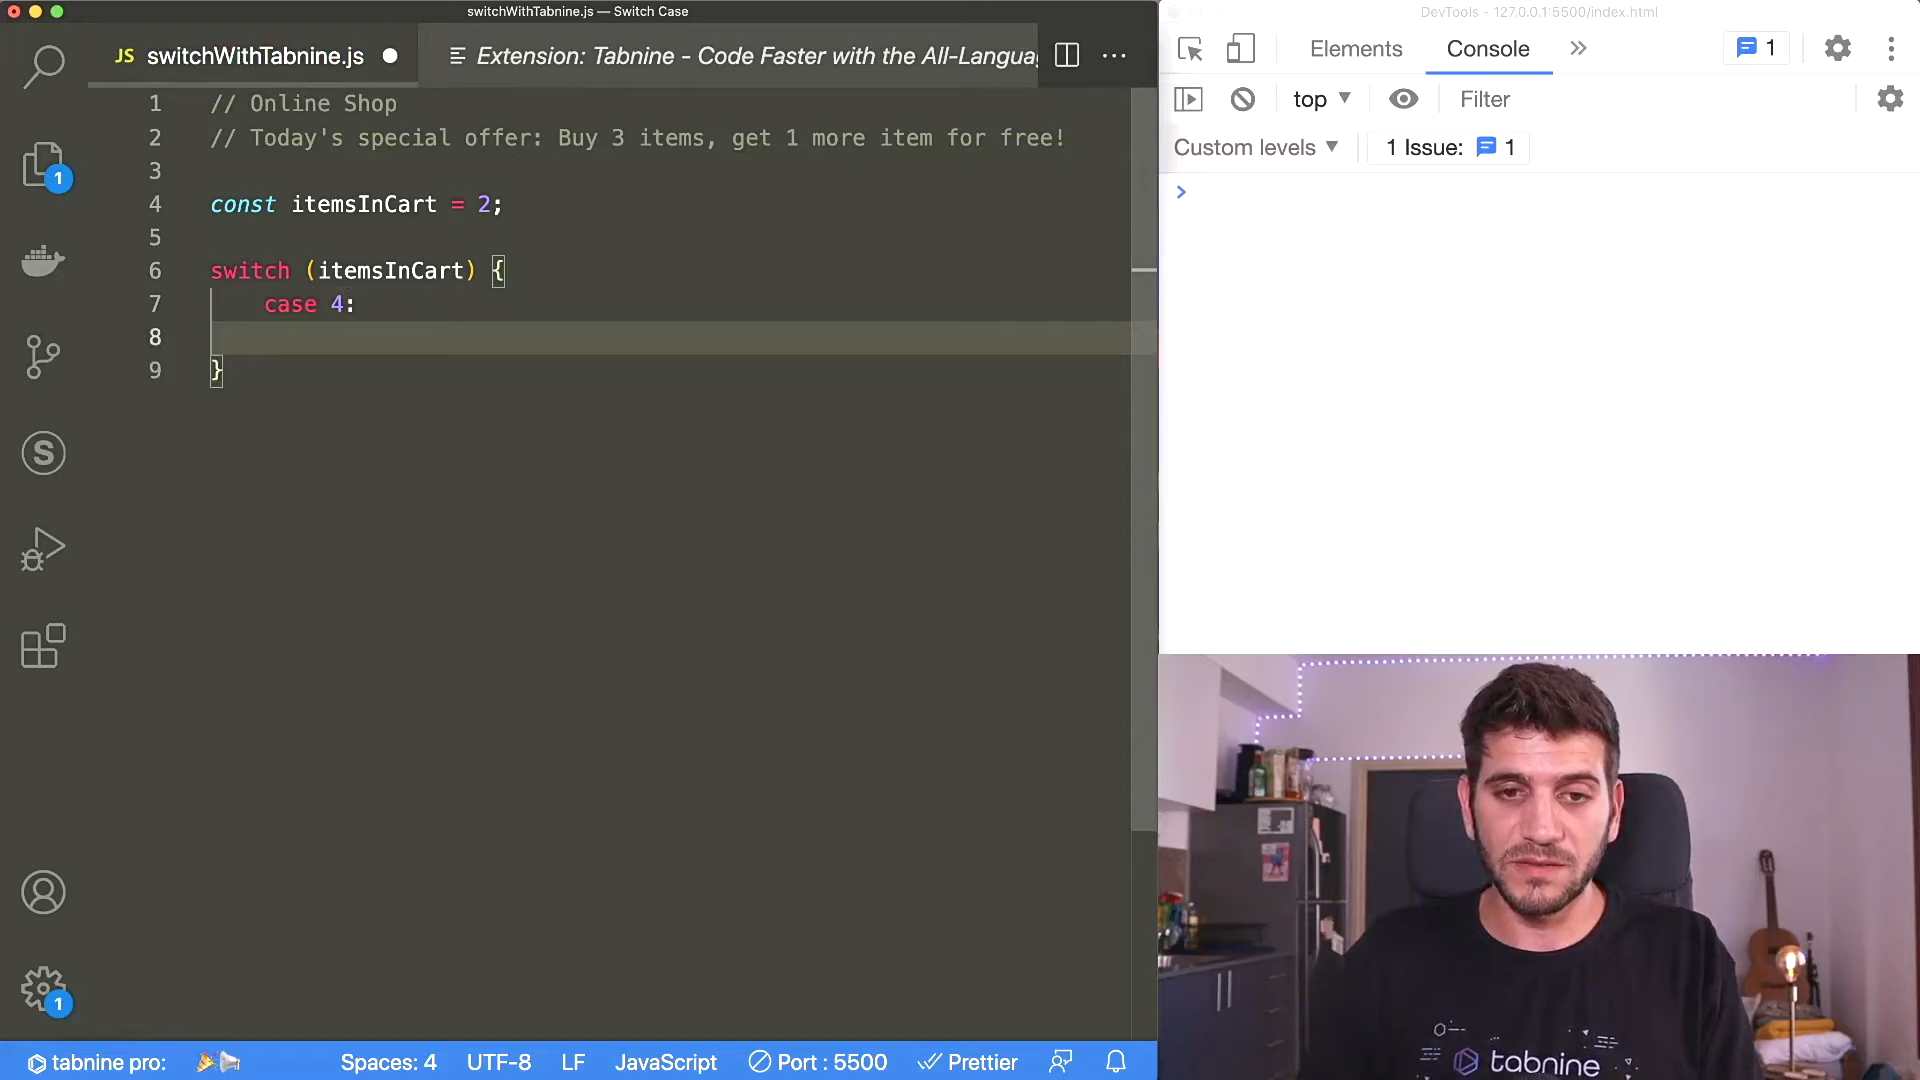 switchWithTabnine.js — Switch Case
DevTools - 127.0.0.1:5500/index.html
JS switchWithTabnine.js
Extension: Tabnine - Code Faster with the All-Langua
Elements
Console
1
top
Filter
Custom levels
1 Issue:
1
1 // Online Shop
2 // Today's special offer: Buy 3 items, get 1 more item for free!
3
4 const itemsInCart = 2;
5
6 switch (itemsInCart) {
7 case 4:
8
9 }
1
S
1
tabnine
tabnine pro:
Spaces: 4
UTF-8
LF
JavaScript
Port : 5500
Prettier